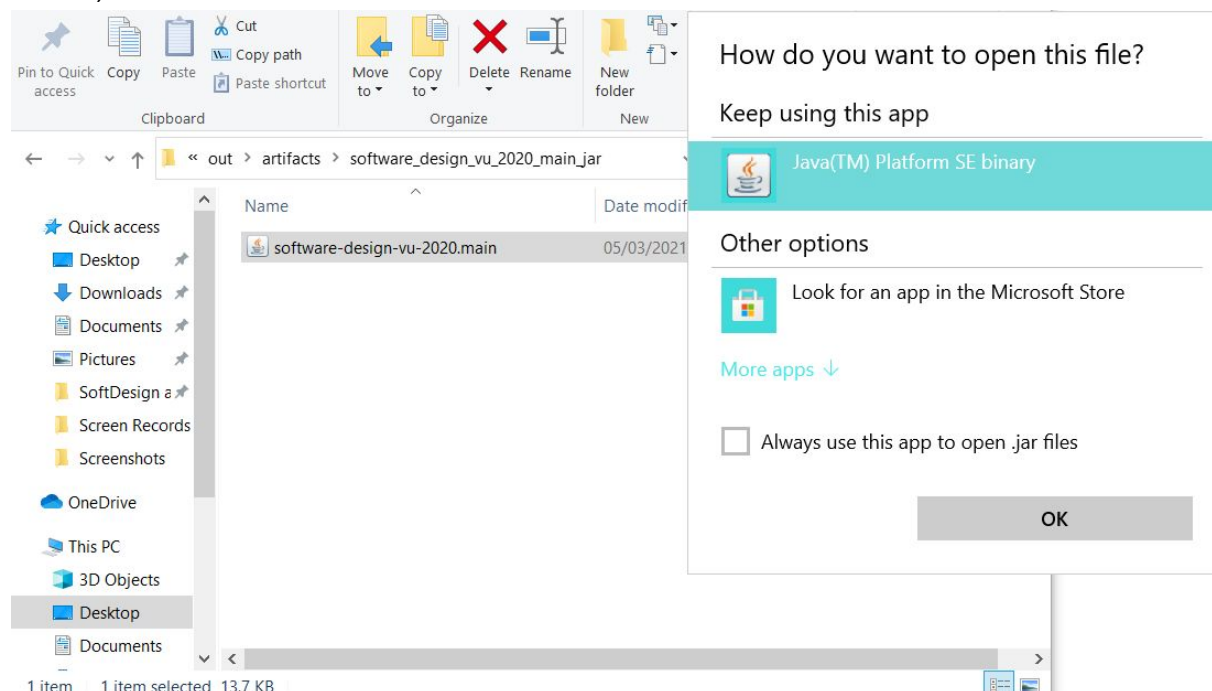 Pin to Quick access
Copy
Paste
Cut
Copy path
Paste shortcut
Clipboard
Move to
Copy to
Delete
Rename
Organize
New folder
New
« out > artifacts > software_design_vu_2020_main_jar
Quick access
Desktop
Downloads
Documents
Pictures
SoftDesign a
Screen Records
Screenshots
OneDrive
This PC
3D Objects
Desktop
Documents
Name
Date modif
software-design-vu-2020.main
05/03/2021
1 item
1 item selected
13.7 KB
How do you want to open this file?
Keep using this app
Java(TM) Platform SE binary
Other options
Look for an app in the Microsoft Store
More apps ↓
Always use this app to open .jar files
OK